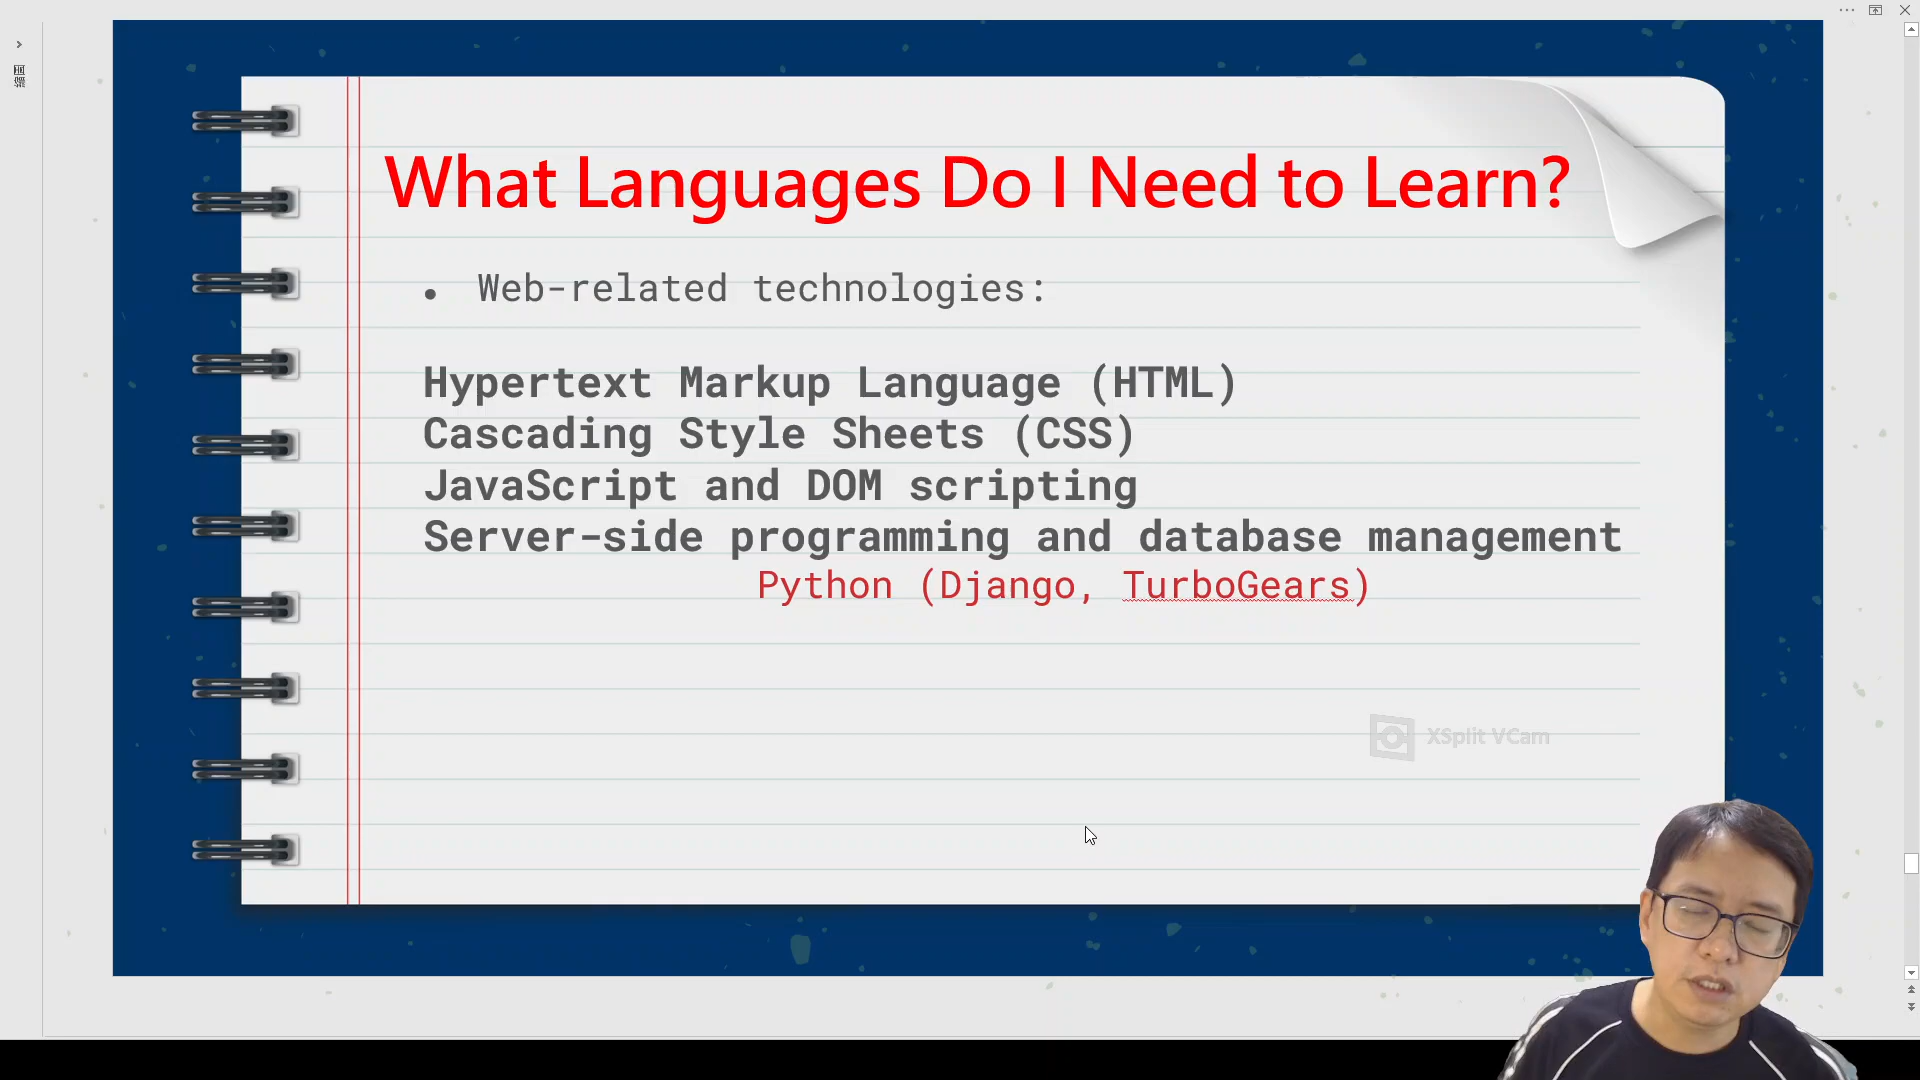 What Languages Do I Need to Learn?
• Web-related technologies:
Hypertext Markup Language (HTML)
Cascading Style Sheets (CSS)
JavaScript and DOM scripting
Server-side programming and database management
Python (Django, TurboGears)
XSplit VCam